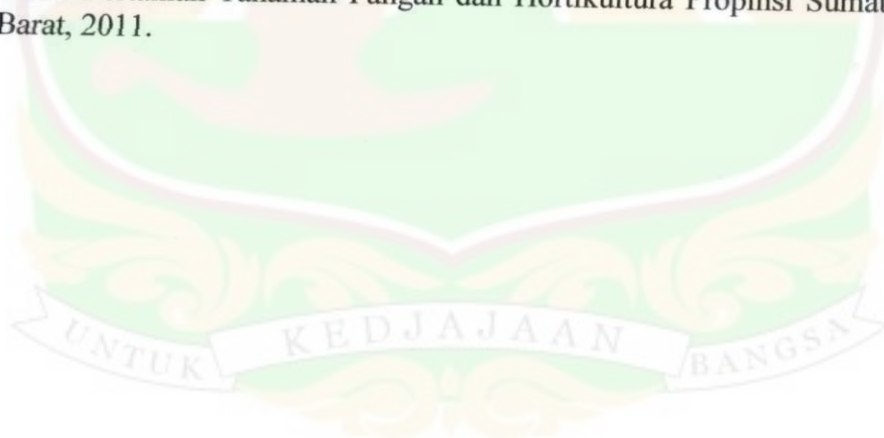 Tanaman Pangan dan Hortikultura Propinsi Sumat
Barat, 2011.
UNTUK KEDJAJAAN BANGSA